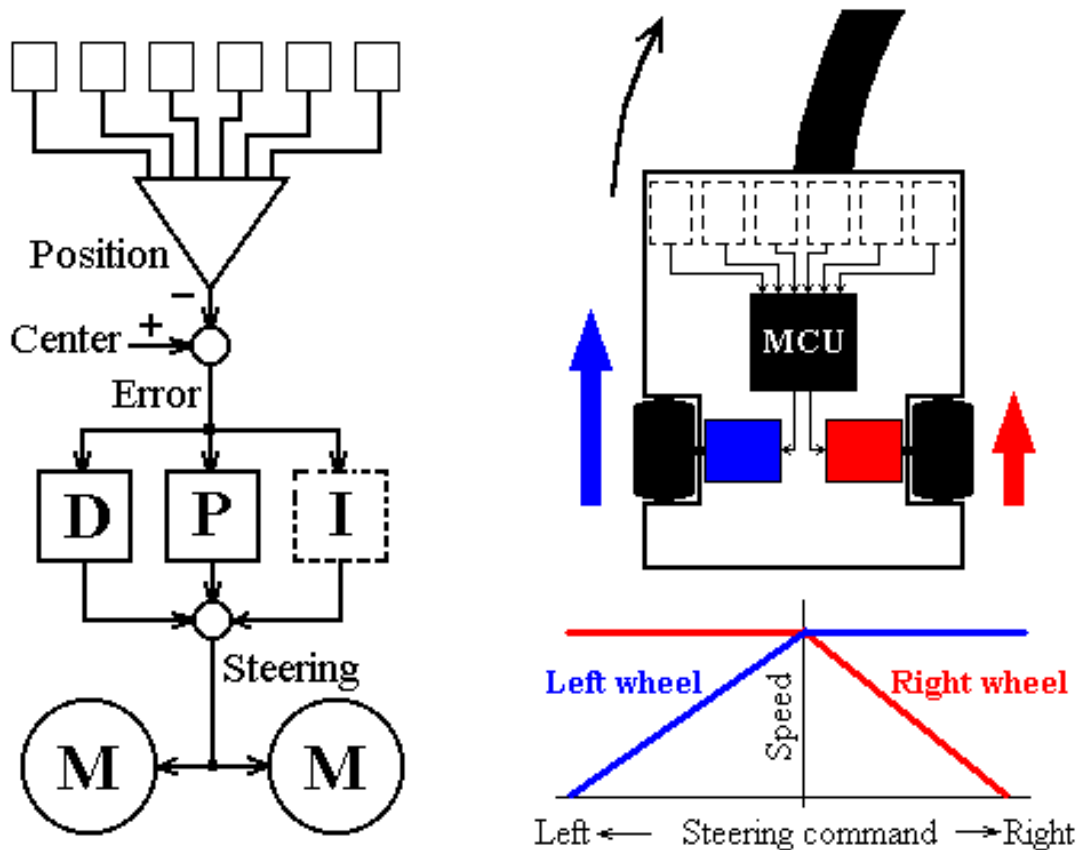 Position
−
Center
+
Error
D
P
I
Steering
M
M
MCU
Left wheel
Right wheel
Speed
Left
Steering command
Right